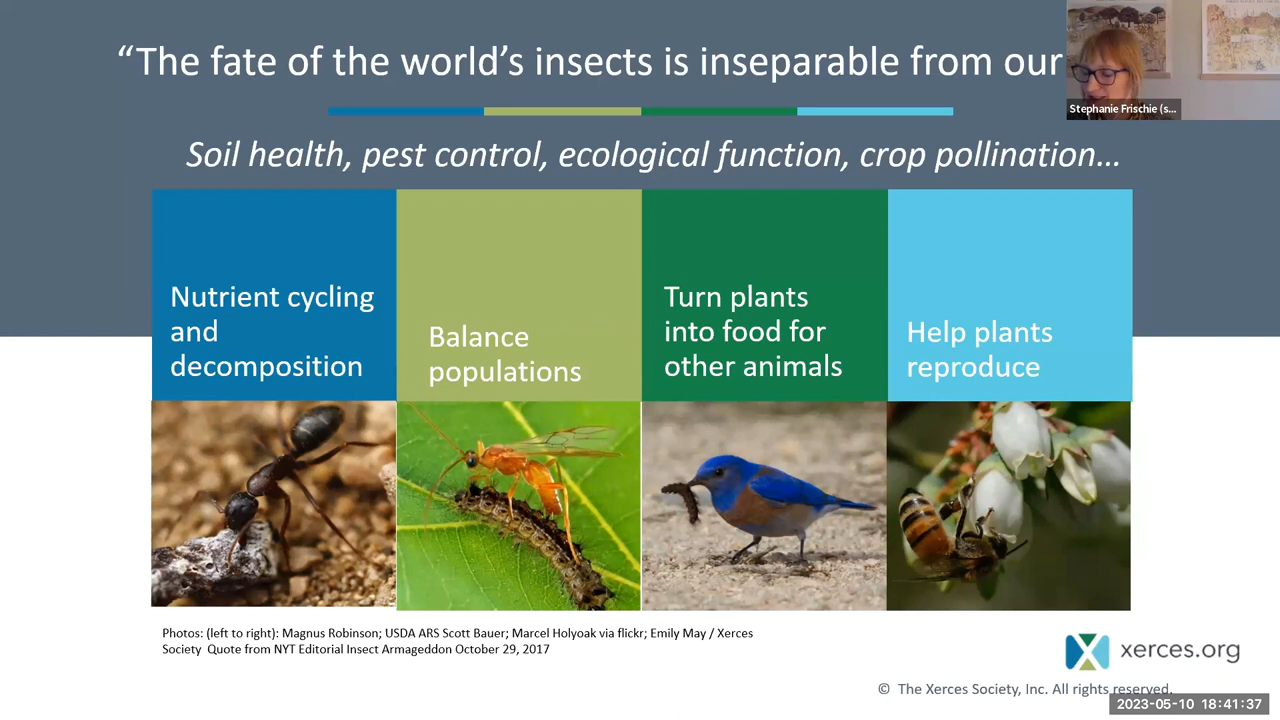 “The fate of the world’s insects is inseparable from our
Stephanie Frischie (s...
Soil health, pest control, ecological function, crop pollination…
Nutrient cycling
and
decomposition
Balance
populations
Turn plants
into food for
other animals
Help plants
reproduce
Photos: (left to right): Magnus Robinson; USDA ARS Scott Bauer; Marcel Holyoak via flickr; Emily May / Xerces
Society Quote from NYT Editorial Insect Armageddon October 29, 2017
xerces.org
© The Xerces Society, Inc. All rights reserved.
2023-05-10 18:41:37